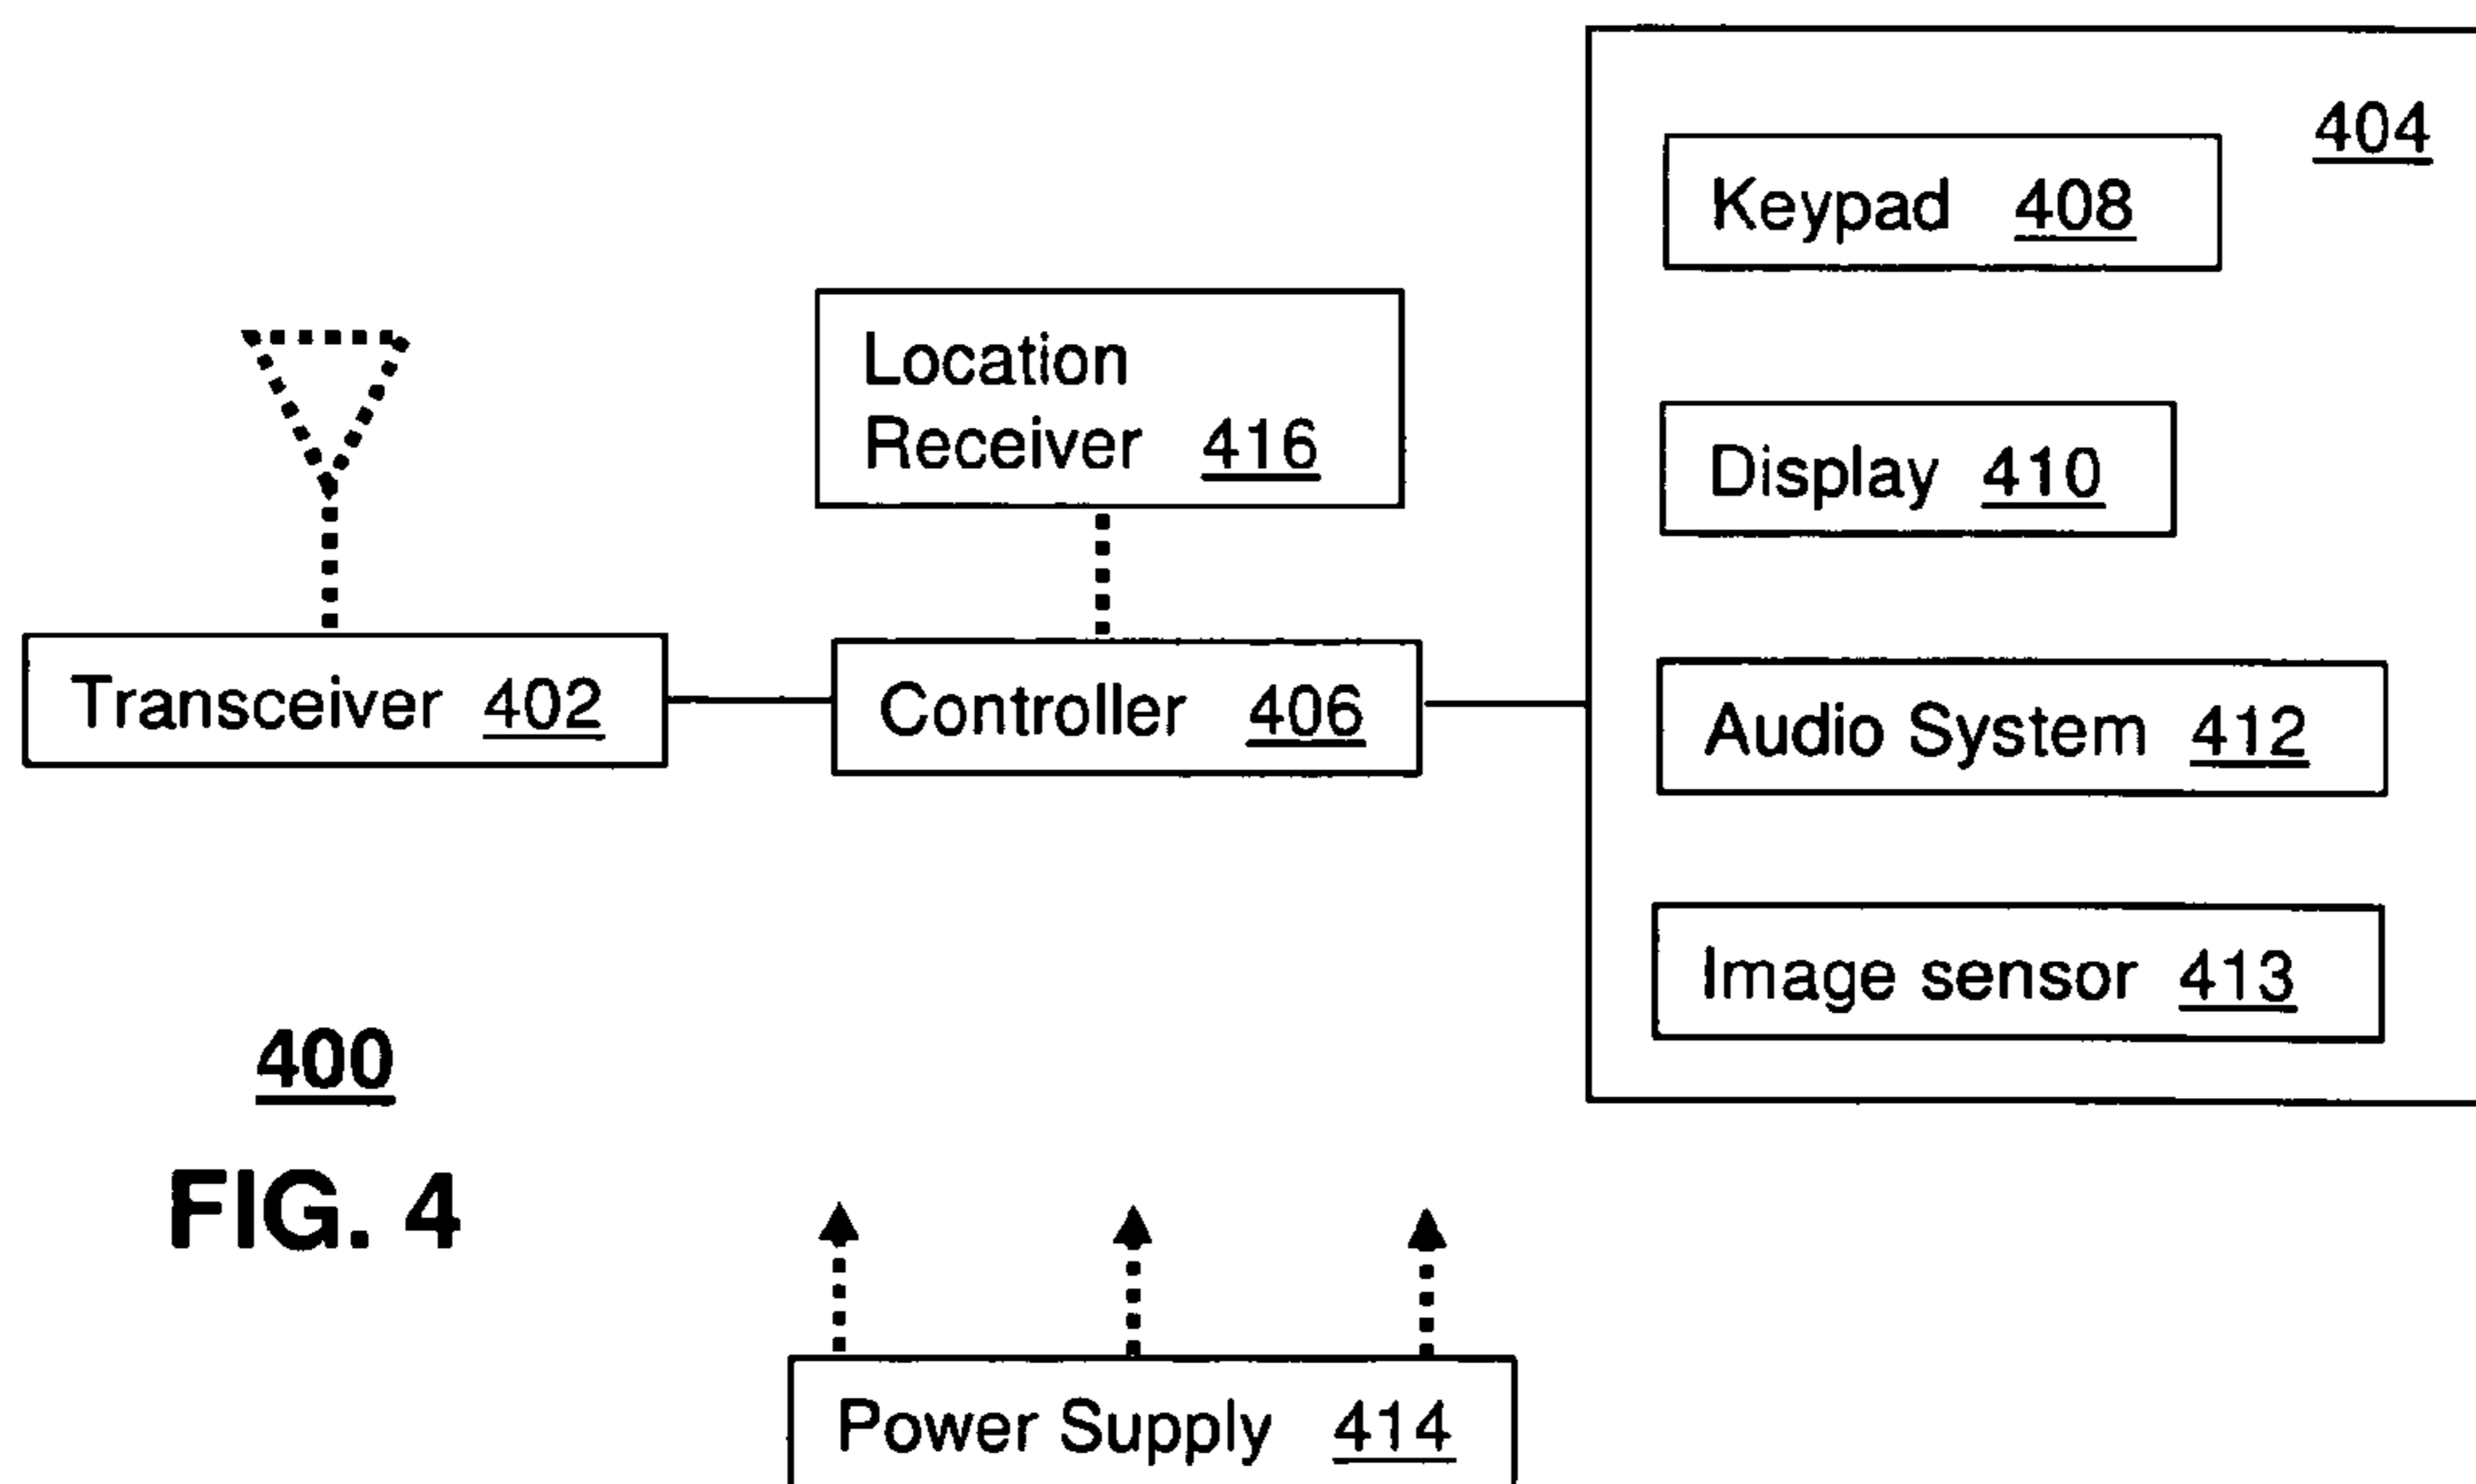 404
Keypad 408
Location
Receiver 416
Display 410
Transceiver 402
Controller 406
Audio System 412
Image sensor 413
400
FIG. 4
Power Supply 414